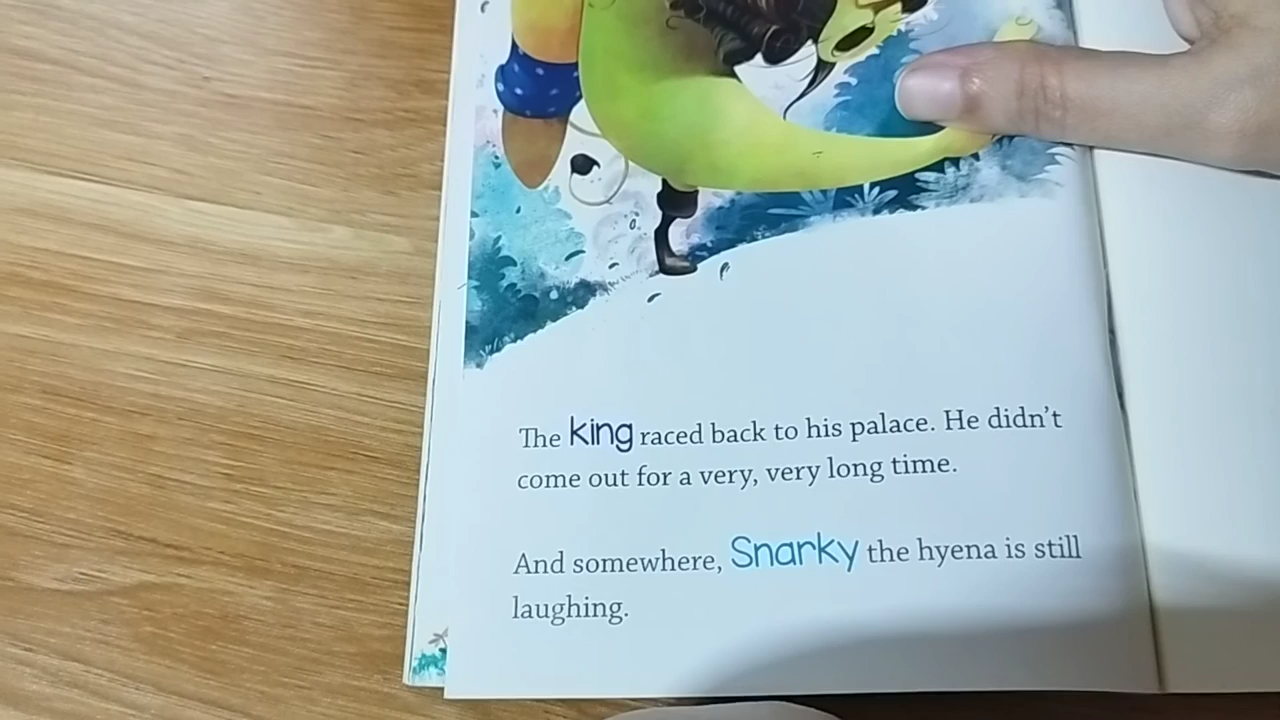 The king raced back to his palace. He didn't
come out for a very, very long time.
And somewhere, Snarky the hyena is still
laughing.